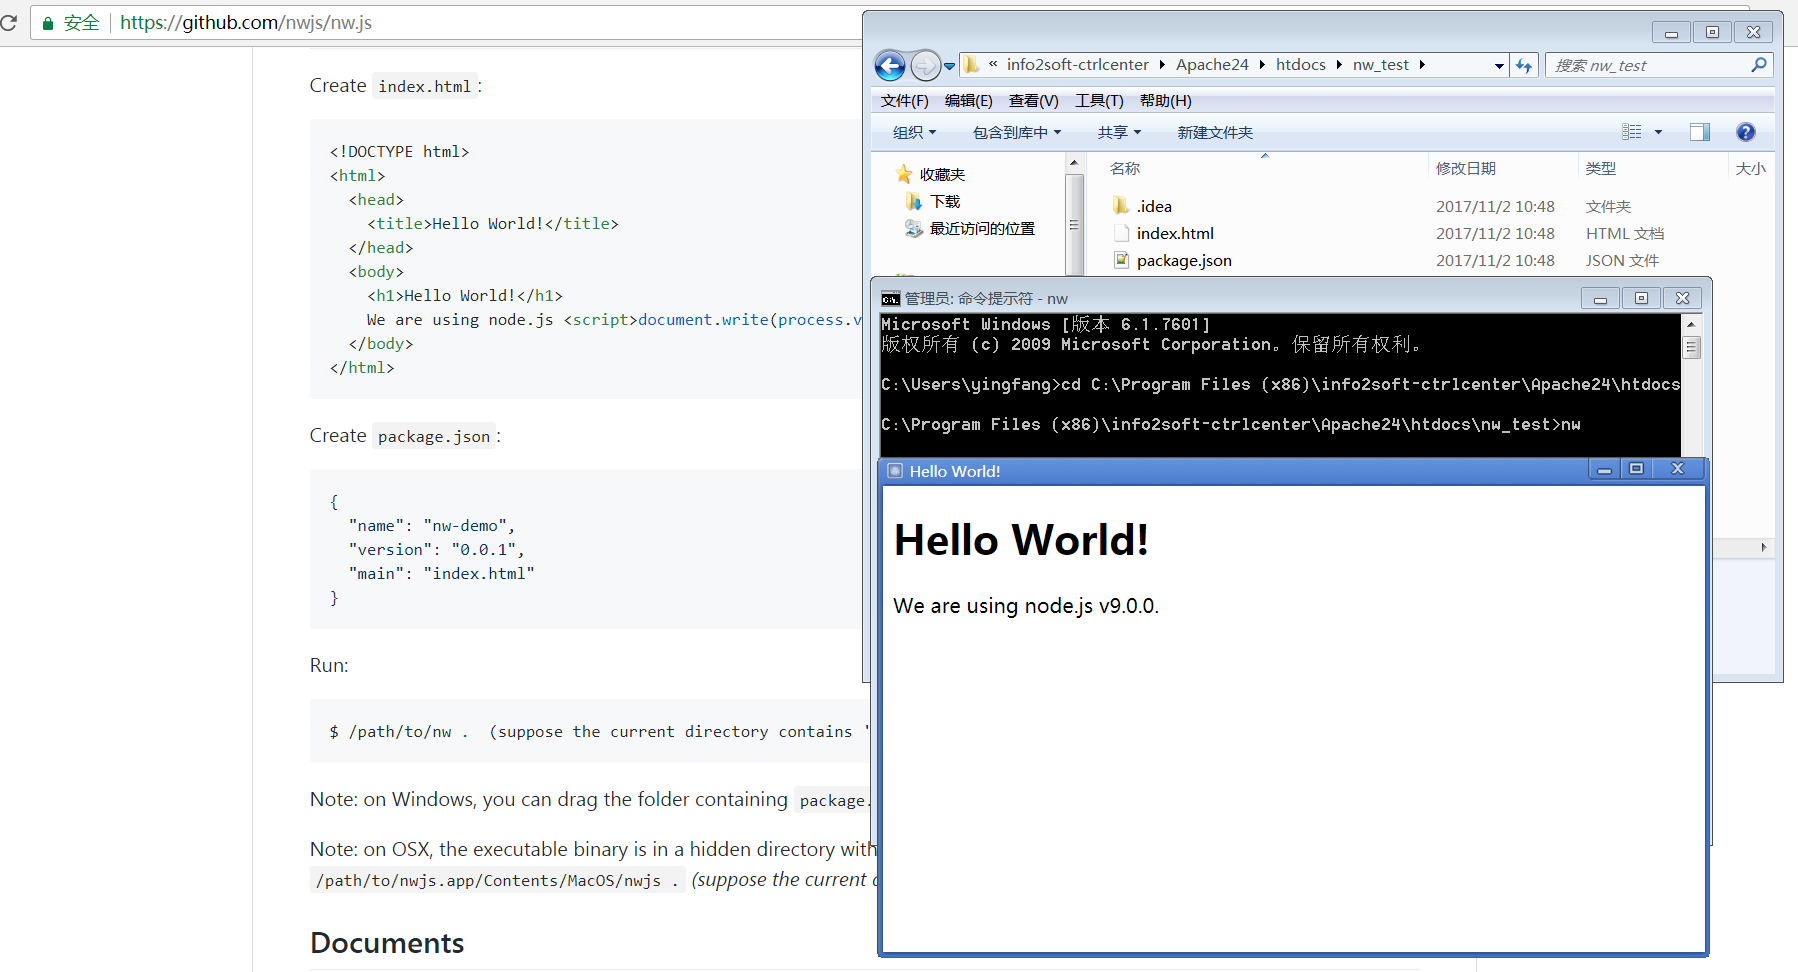 安全 https://github.com/nwjs/nw.js
Create index.html:
<!DOCTYPE html>
<html>
<head>
<title>Hello World!</title>
</head>
<body>
<h1>Hello World!</h1>
We are using node.js <script>document.write(process.v
</body>
</html>
Create package.json:
{
"name": "nw-demo",
"version": "0.0.1",
"main": "index.html"
}
Run:
$ /path/to/nw . (suppose the current directory contains '
Note: on Windows, you can drag the folder containing package.
Note: on OSX, the executable binary is in a hidden directory with
/path/to/nwjs.app/Contents/MacOS/nwjs . (suppose the current
Documents
« info2soft-ctrlcenter Apache24 htdocs nw_test 搜索 nw_test
文件(F) 编辑(E) 查看(V) 工具(T) 帮助(H)
组织 包含到库中 共享 新建文件夹
收藏夹
下载
最近访问的位置
名称 修改日期 类型 大小
.idea 2017/11/2 10:48 文件夹
index.html 2017/11/2 10:48 HTML 文档
package.json 2017/11/2 10:48 JSON 文件
管理员: 命令提示符 - nw
Microsoft Windows [版本 6.1.7601]
版权所有 (c) 2009 Microsoft Corporation。保留所有权利。
C:\Users\yingfang>cd C:\Program Files (x86)\info2soft-ctrlcenter\Apache24\htdocs
C:\Program Files (x86)\info2soft-ctrlcenter\Apache24\htdocs\nw_test>nw
Hello World!
Hello World!
We are using node.js v9.0.0.